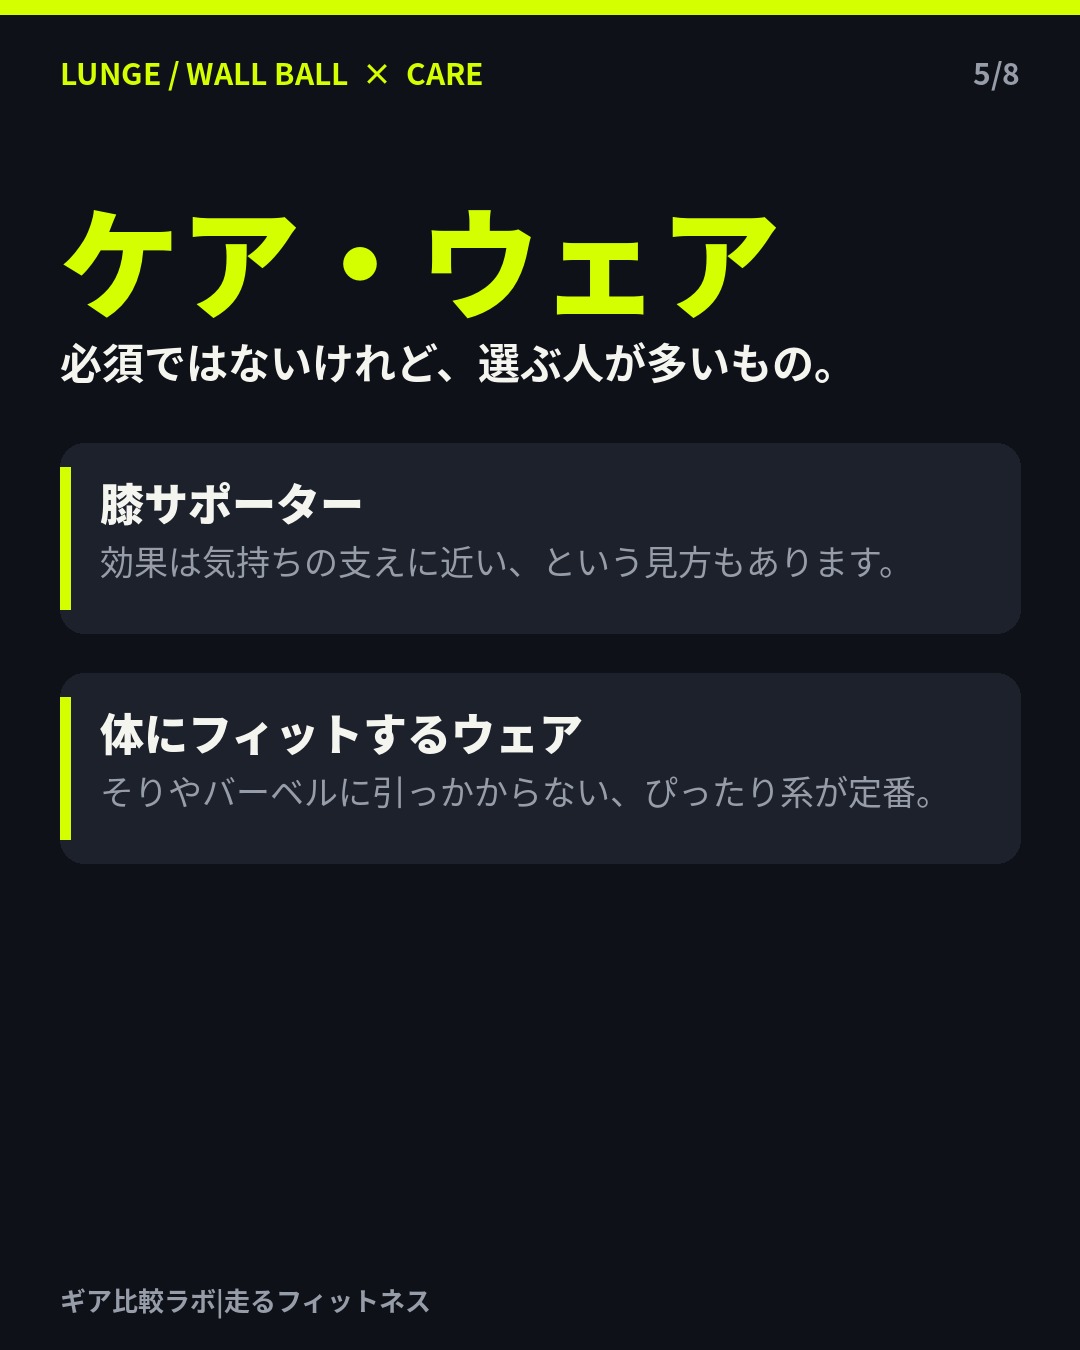 LUNGE / WALL BALL × CARE
5/8
ケア・ウェア
必須ではないけれど、選ぶ人が多いもの。
膝サポーター
効果は気持ちの支えに近い、という見方もあります。
体にフィットするウェア
そりやバーベルに引っかからない、ぴったり系が定番。
ギア比較ラボ|走るフィットネス